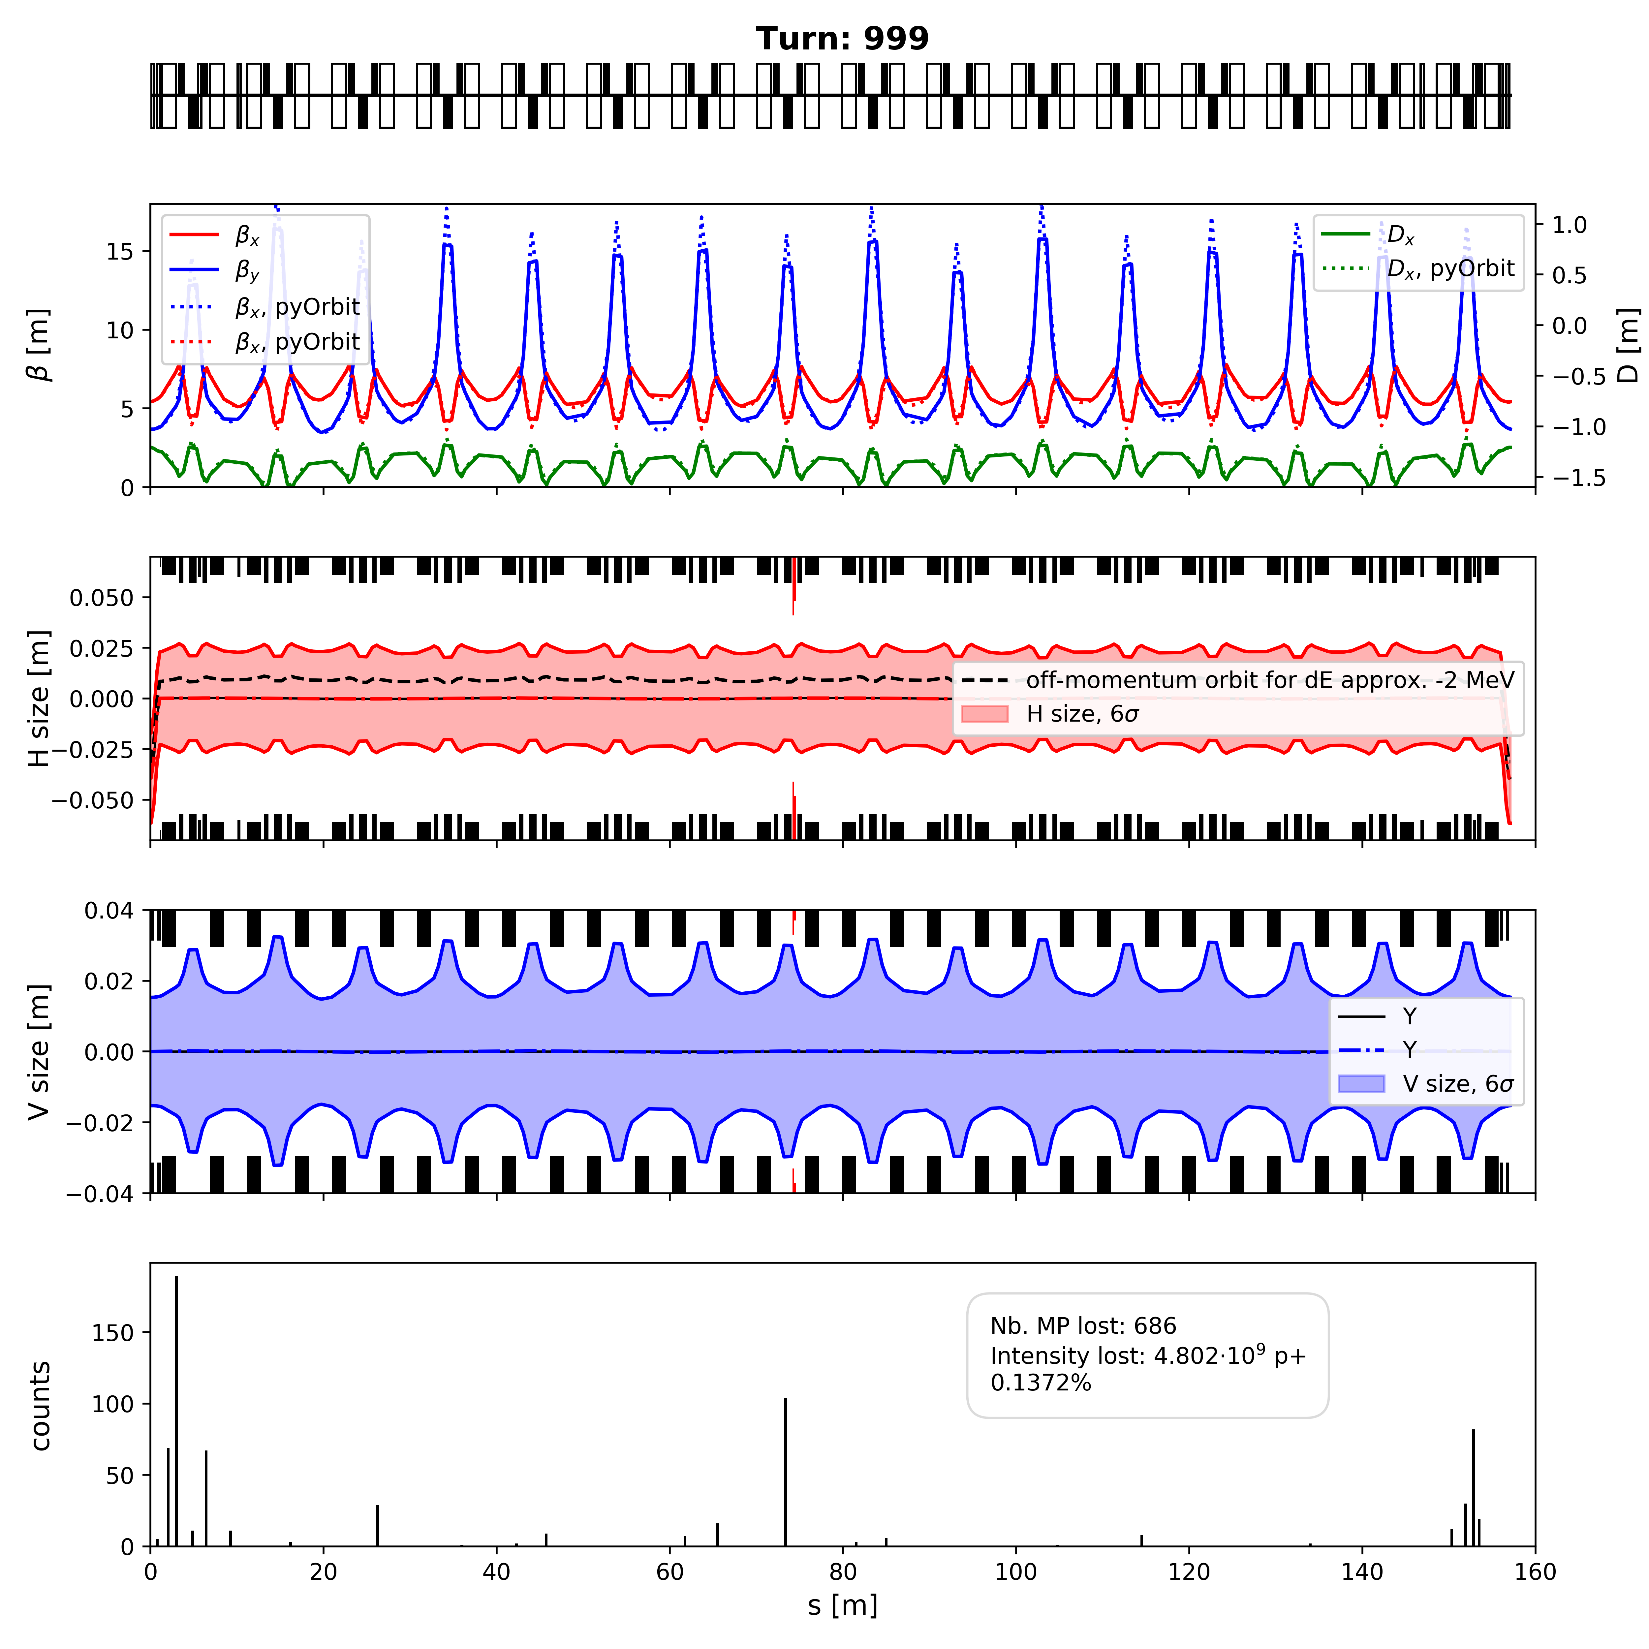 Turn: 999
β [m]
15
10
5
0
βx
βy
βx, pyOrbit
βx, pyOrbit
Dx
Dx, pyOrbit
1.0
0.5
0.0
−0.5
−1.0
−1.5
D [m]
H size [m]
0.050
0.025
0.000
−0.025
−0.050
off-momentum orbit for dE approx. -2 MeV
H size, 6σ
V size [m]
0.04
0.02
0.00
−0.02
−0.04
Y
Y
V size, 6σ
counts
150
100
50
0
Nb. MP lost: 686
Intensity lost: 4.802·10⁹ p+
0.1372%
0 20 40 60 80 100 120 140 160
s [m]